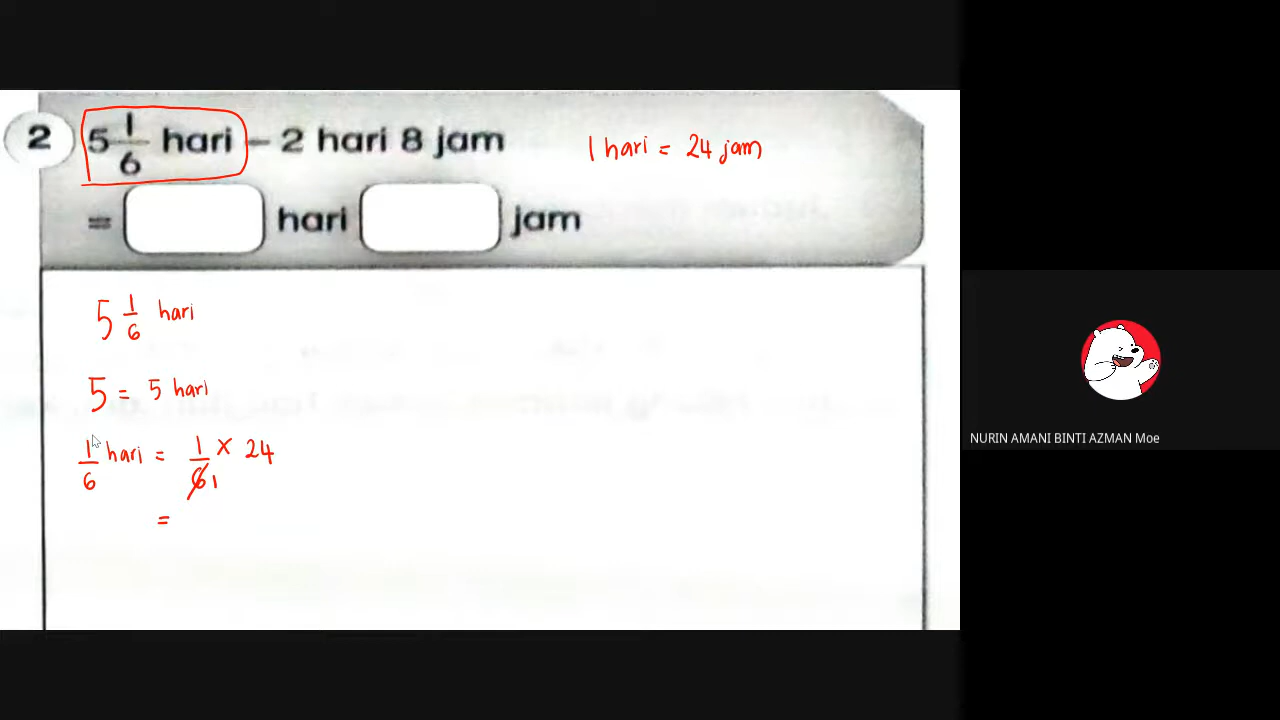 2 5 1/6 hari – 2 hari 8 jam
1 hari = 24 jam
= hari jam
5 1/6 hari
5 = 5 hari
1/6 hari = 1/6 1 × 24
=
NURIN AMANI BINTI AZMAN Moe